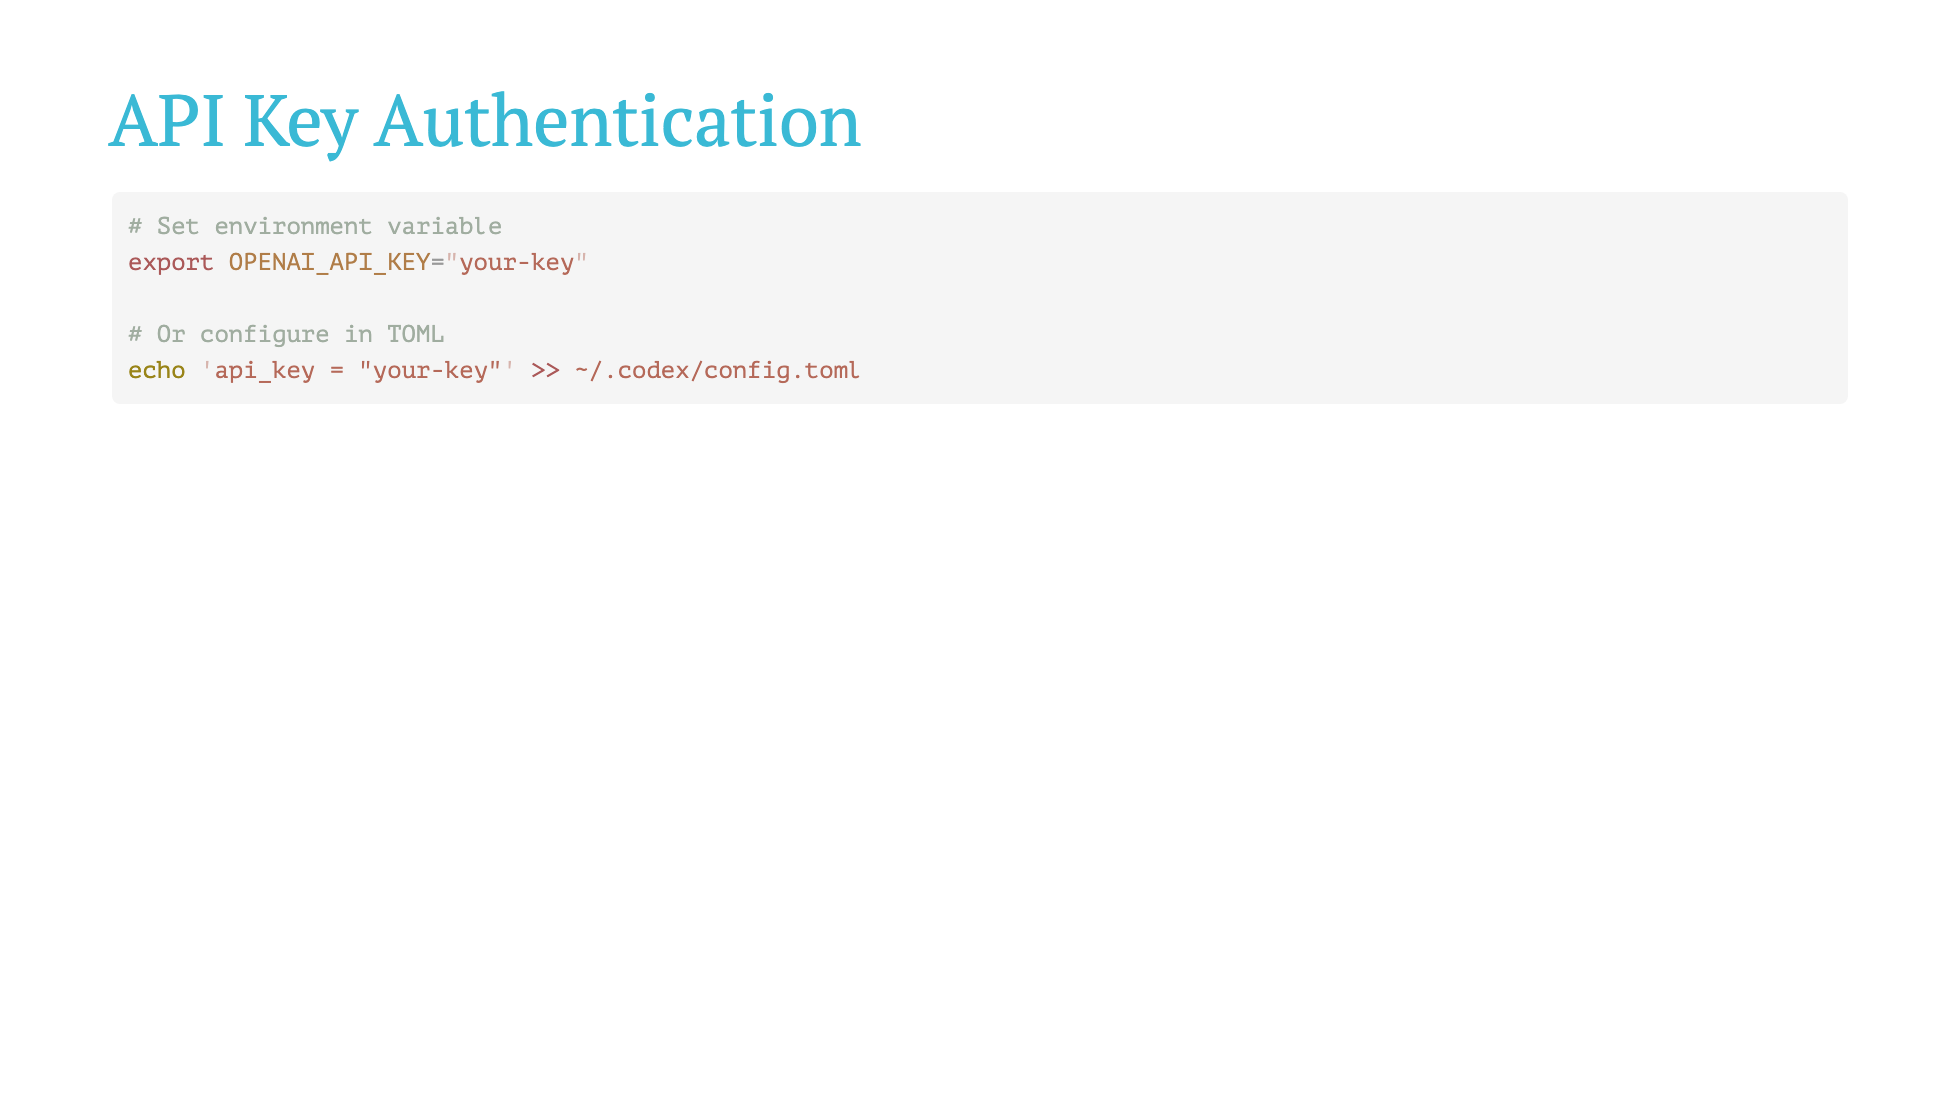 API Key Authentication
# Set environment variable
export OPENAI_API_KEY="your-key"
# Or configure in TOML
echo 'api_key = "your-key"' >> ~/.codex/config.toml